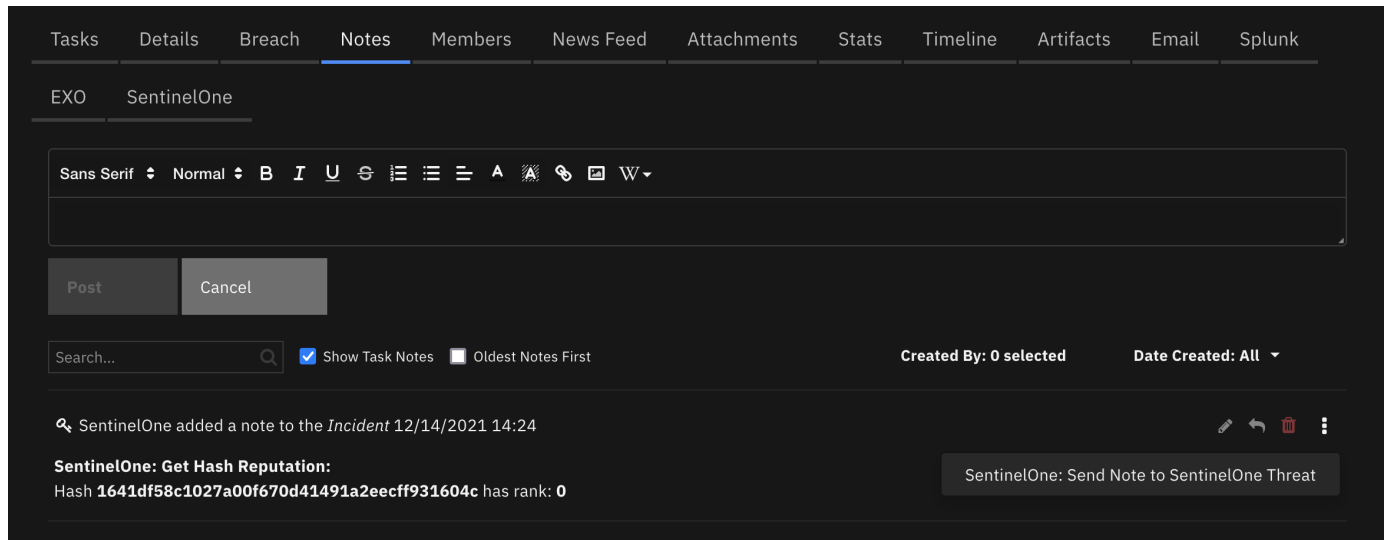 Tasks Details Breach Notes Members News Feed Attachments Stats Timeline Artifacts Email Splunk
EXO SentinelOne
Sans Serif Normal B I U S A A W
Post Cancel
Search... Show Task Notes Oldest Notes First Created By: 0 selected Date Created: All
SentinelOne added a note to the Incident 12/14/2021 14:24
SentinelOne: Get Hash Reputation:
Hash 1641df58c1027a00f670d41491a2eecff931604c has rank: 0
SentinelOne: Send Note to SentinelOne Threat